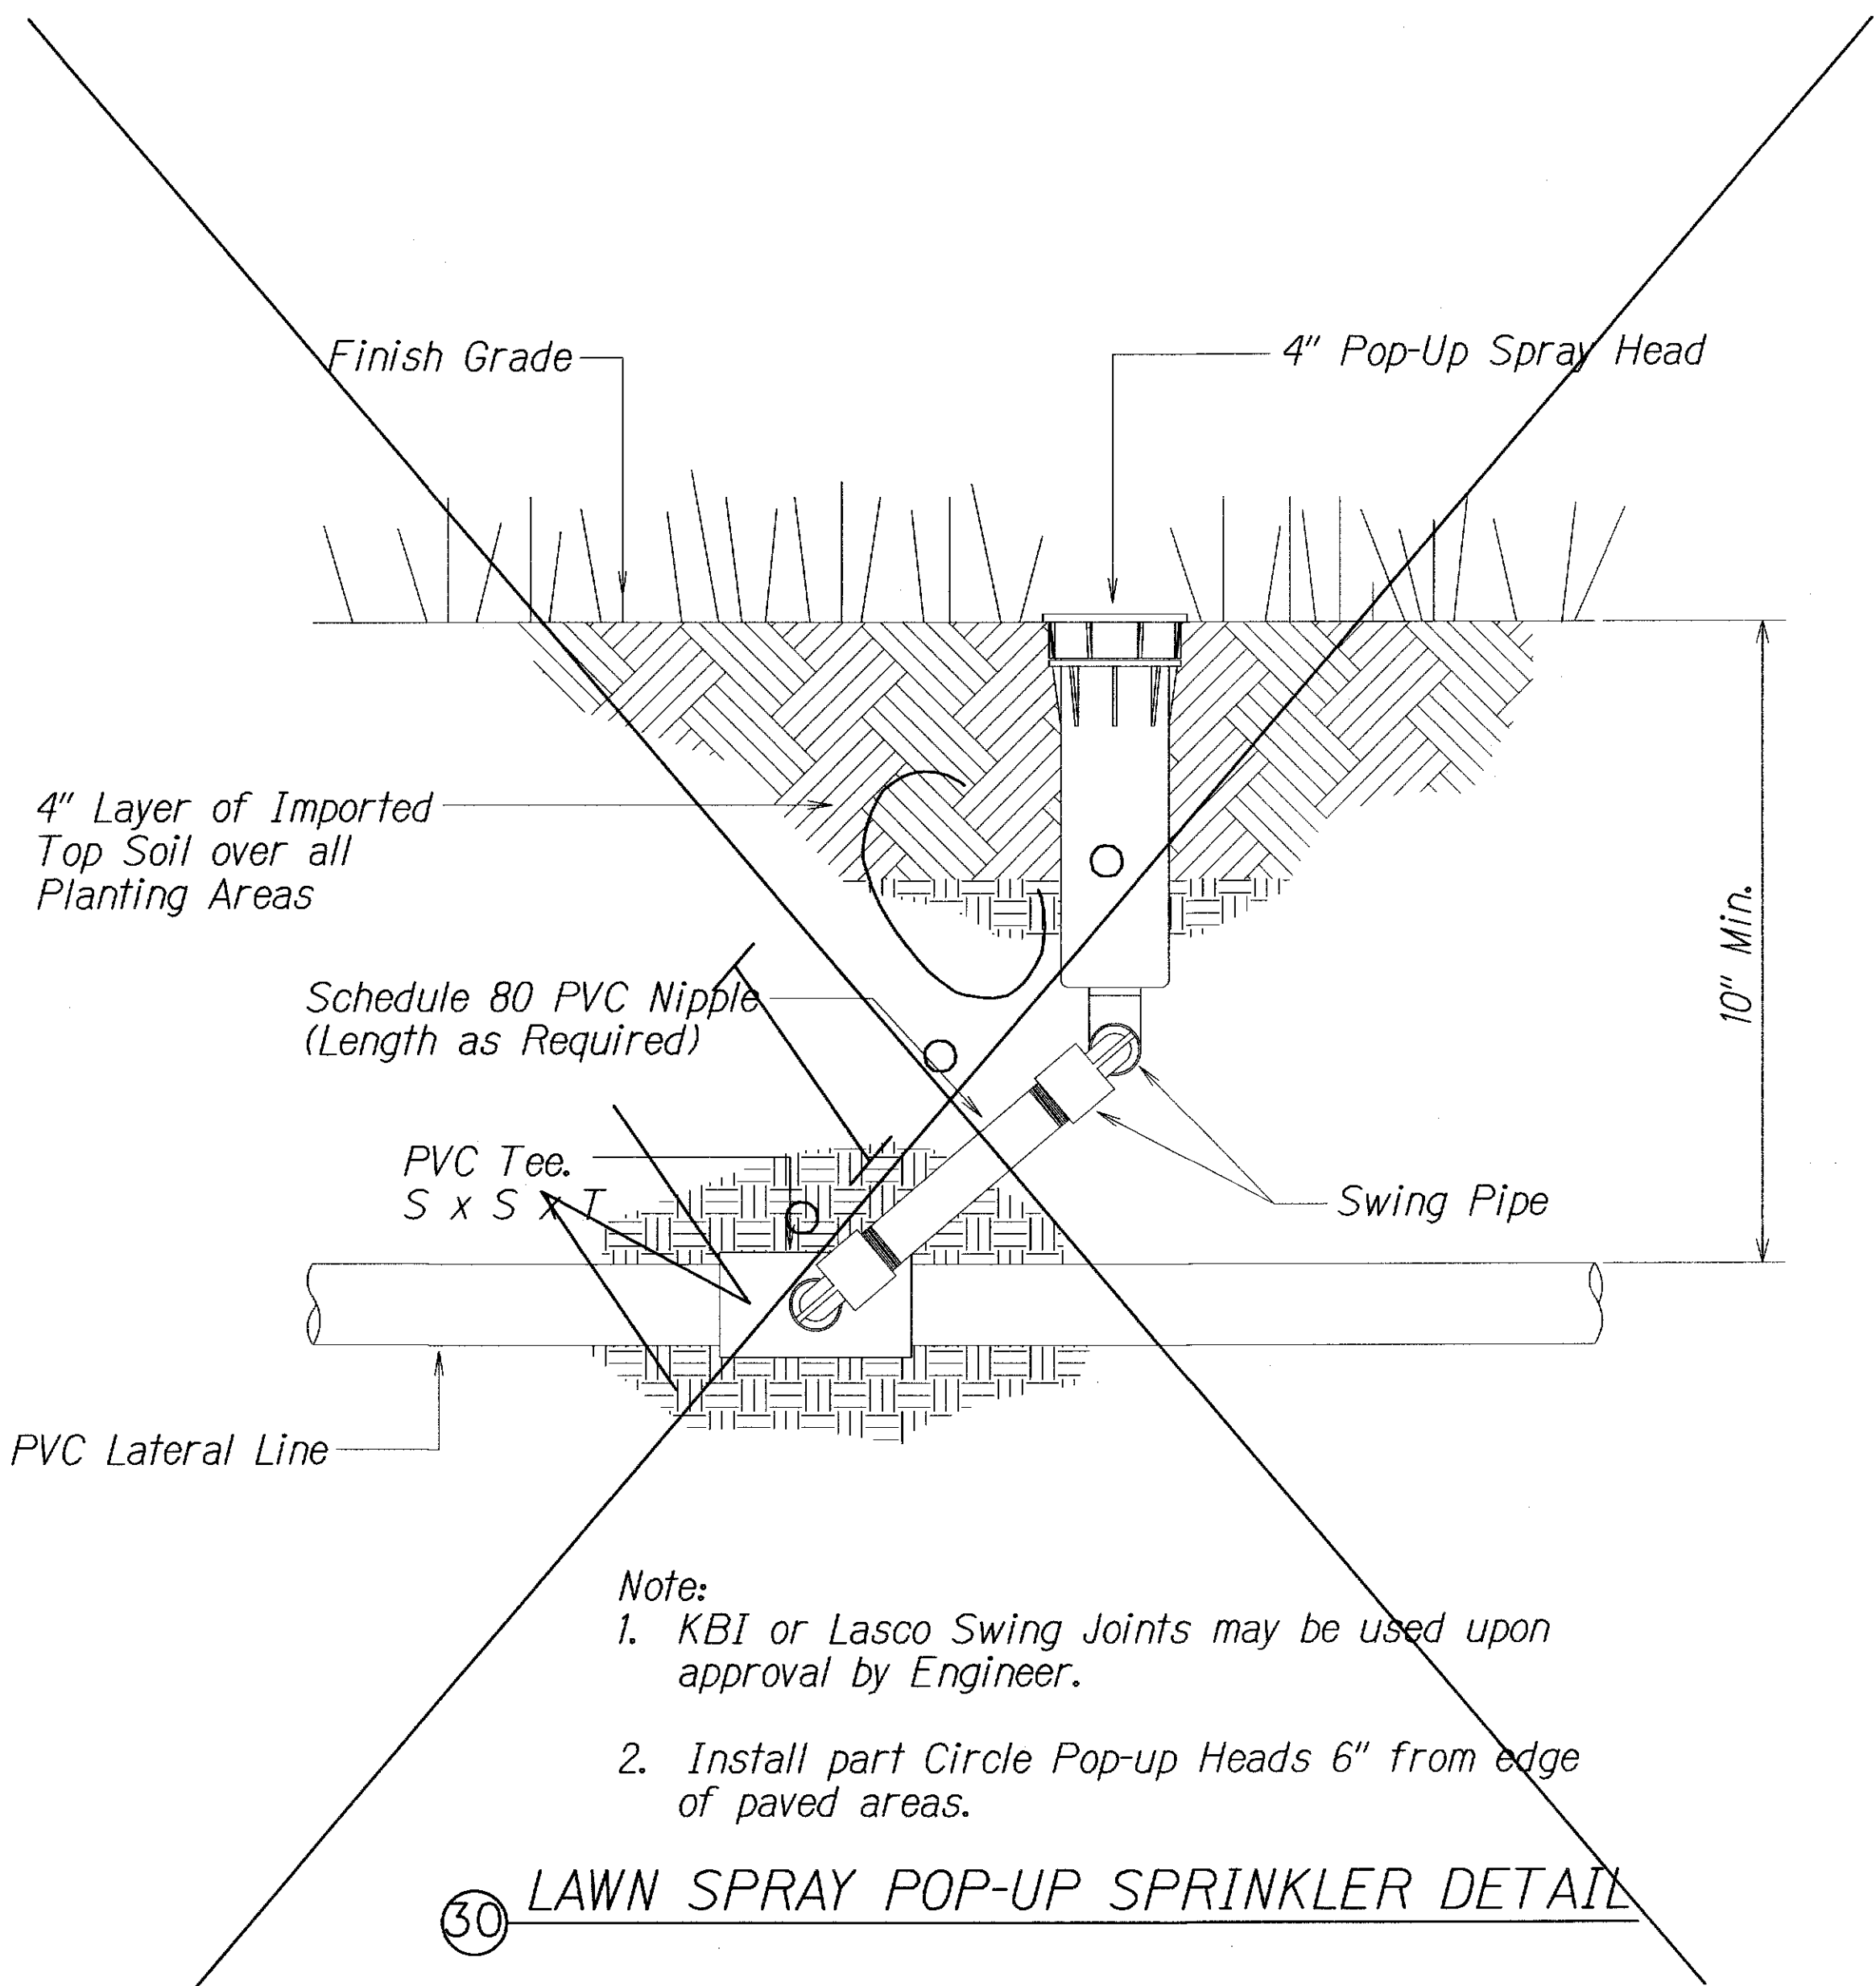 Finish Grade
4" Pop-Up Spray Head
4" Layer of Imported
Top Soil over all
Planting Areas
10" Min.
Schedule 80 PVC Nipple
(Length as Required)
N.I.C.
PVC Tee.
S x S x T
Swing Pipe
PVC Lateral Line
Note:
1. KBI or Lasco Swing Joints may be used upon
approval by Engineer.
2. Install part Circle Pop-up Heads 6" from edge
of paved areas.
30 LAWN SPRAY POP-UP SPRINKLER DETAIL